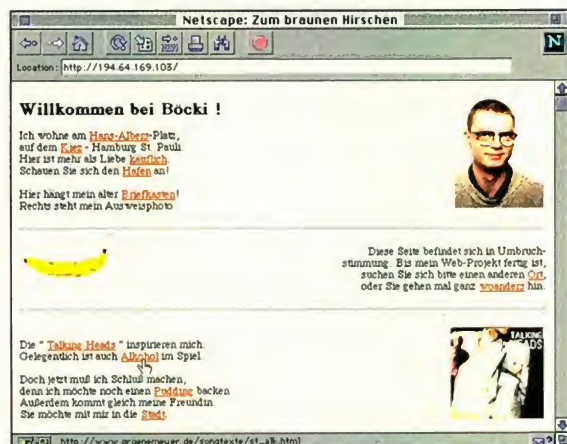 Netscape: Zum braunen Hirschen
N
Location: http://194.64.169.103/
Willkommen bei Böcki !
Ich wohne am Hans-Albers-Platz,
auf dem Kiez - Hamburg St. Pauli.
Hier ist mehr als Liebe käuflich.
Schauen Sie sich den Hafen an!
Hier hängt mein alter Briefkasten!
Rechts steht mein Ausweisphoto
Diese Seite befindet sich in Umbruch-
stimmung. Bis mein Web-Projekt fertig ist,
suchen Sie sich bitte einen anderen Ort,
oder Sie gehen mal ganz woanders hin.
Die " Talking Heads " inspirieren mich.
Gelegentlich ist auch Alkohol im Spiel.
TALKING
HEADS
Doch jetzt muß ich Schluß machen,
denn ich möchte noch einen Pudding backen
Außerdem kommt gleich meine Freundin.
Sie möchte mit mir in die Stadt.
http://www.groenemeyer.de/songtexte/st_alk.html